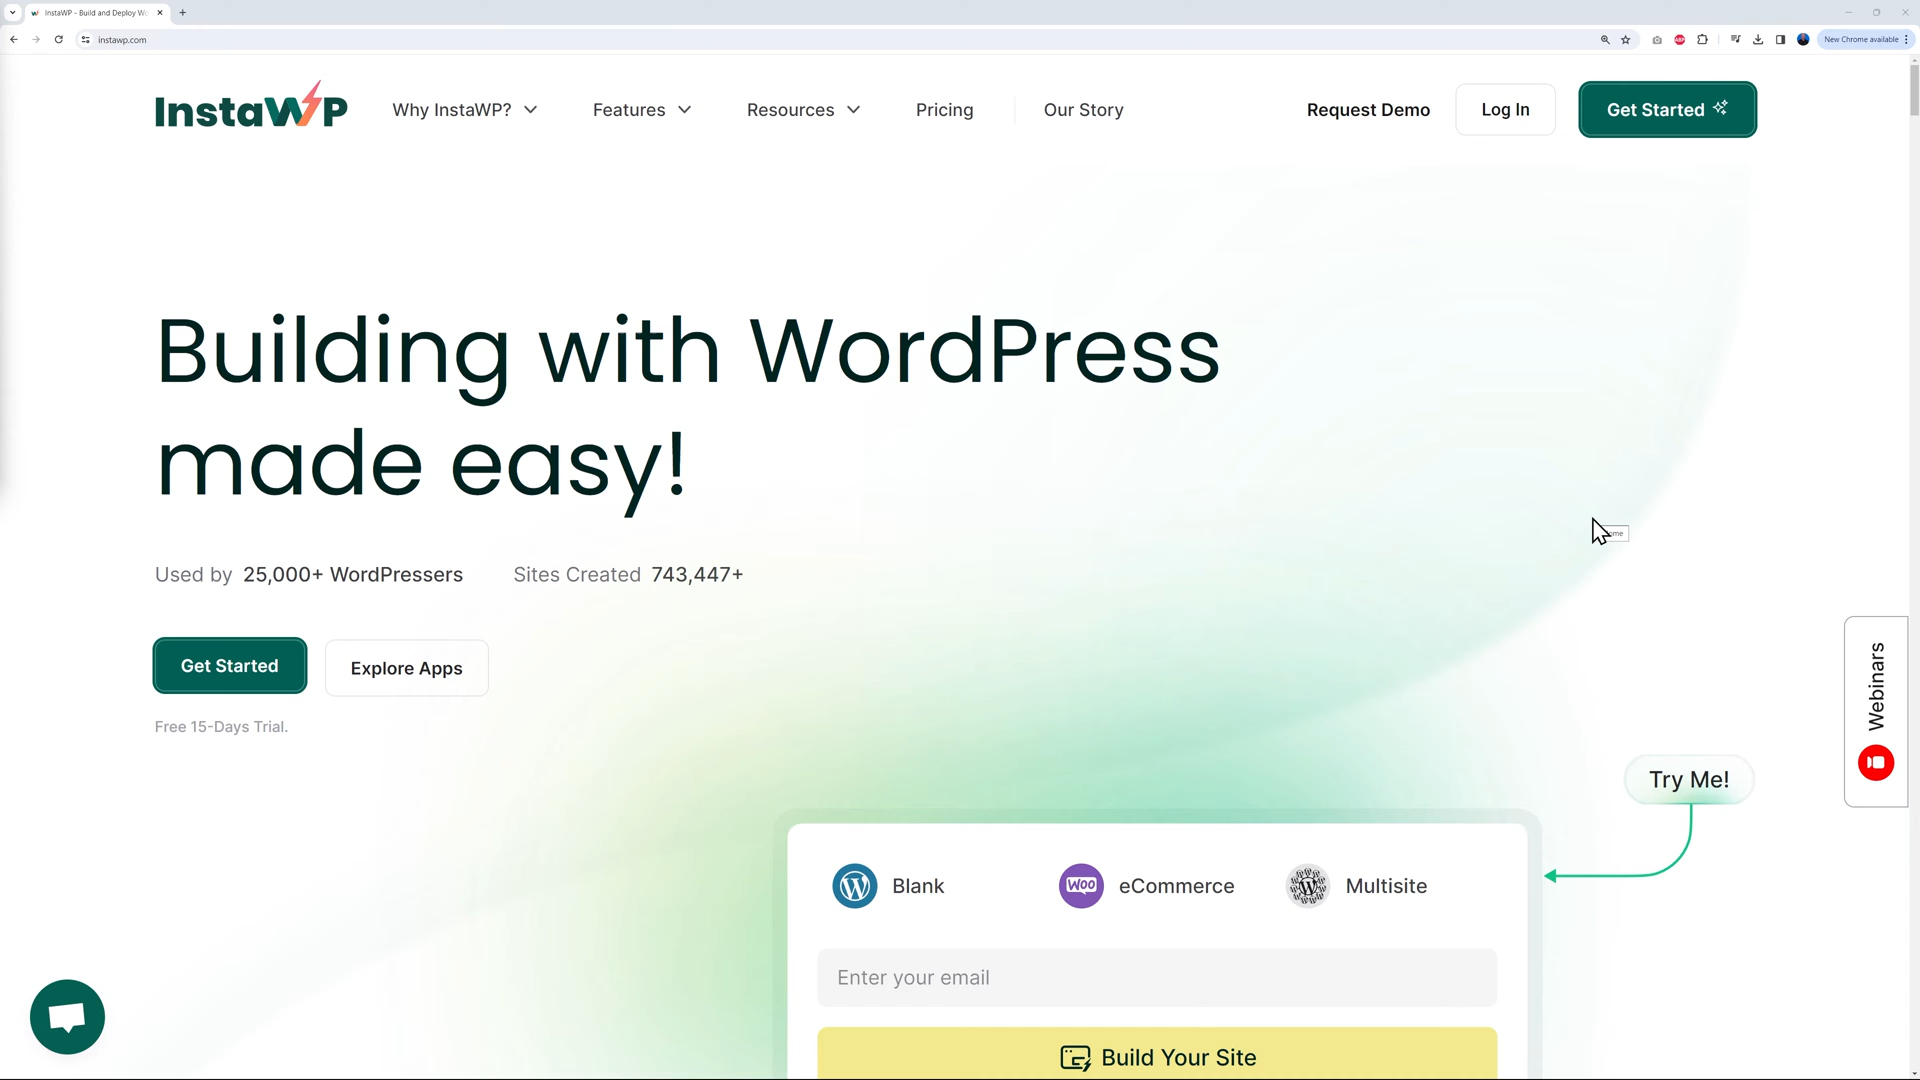 InstaWP - Build and Deploy Wo
instawp.com
ABP
New Chrome available
InstaWP
Why InstaWP?
Features
Resources
Pricing
Our Story
Request Demo
Log In
Get Started
Building with WordPress
made easy!
Used by 25,000+ WordPressers
Sites Created 743,447+
Get Started
Explore Apps
Free 15-Days Trial.
Webinars
Try Me!
Blank
Woo
eCommerce
Multisite
Enter your email
Build Your Site